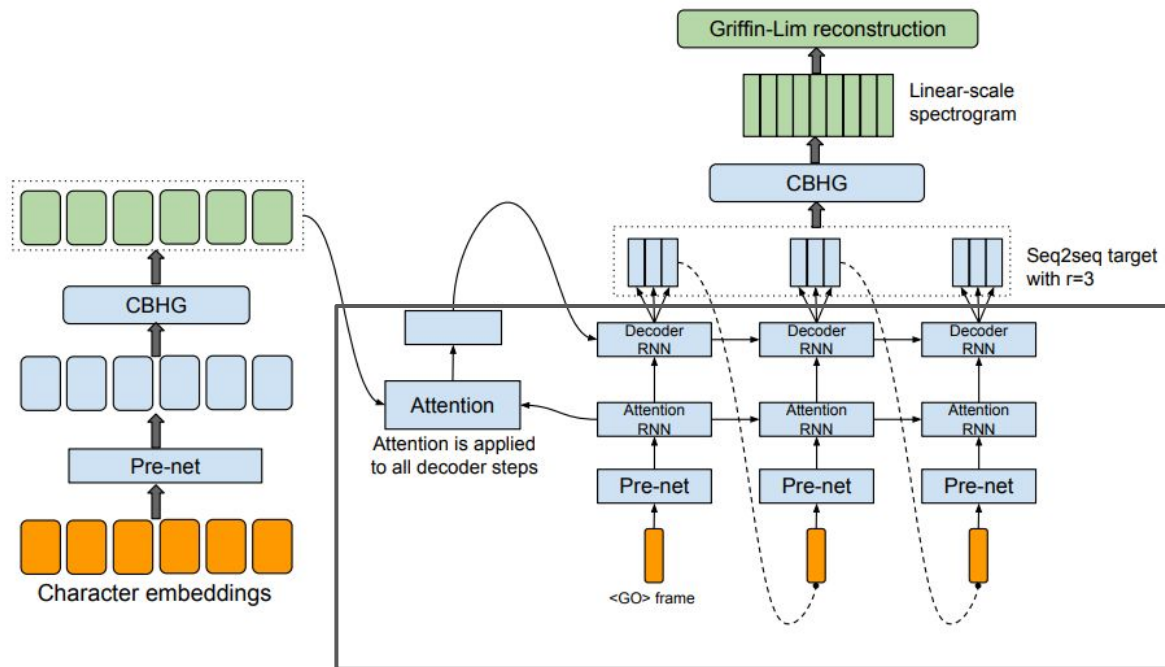 Griffin-Lim reconstruction
Linear-scale
spectrogram
CBHG
Seq2seq target
with r=3
CBHG
Pre-net
Character embeddings
Attention
Attention is applied
to all decoder steps
Decoder
RNN
Decoder
RNN
Decoder
RNN
Attention
RNN
Attention
RNN
Attention
RNN
Pre-net
Pre-net
Pre-net
<GO> frame